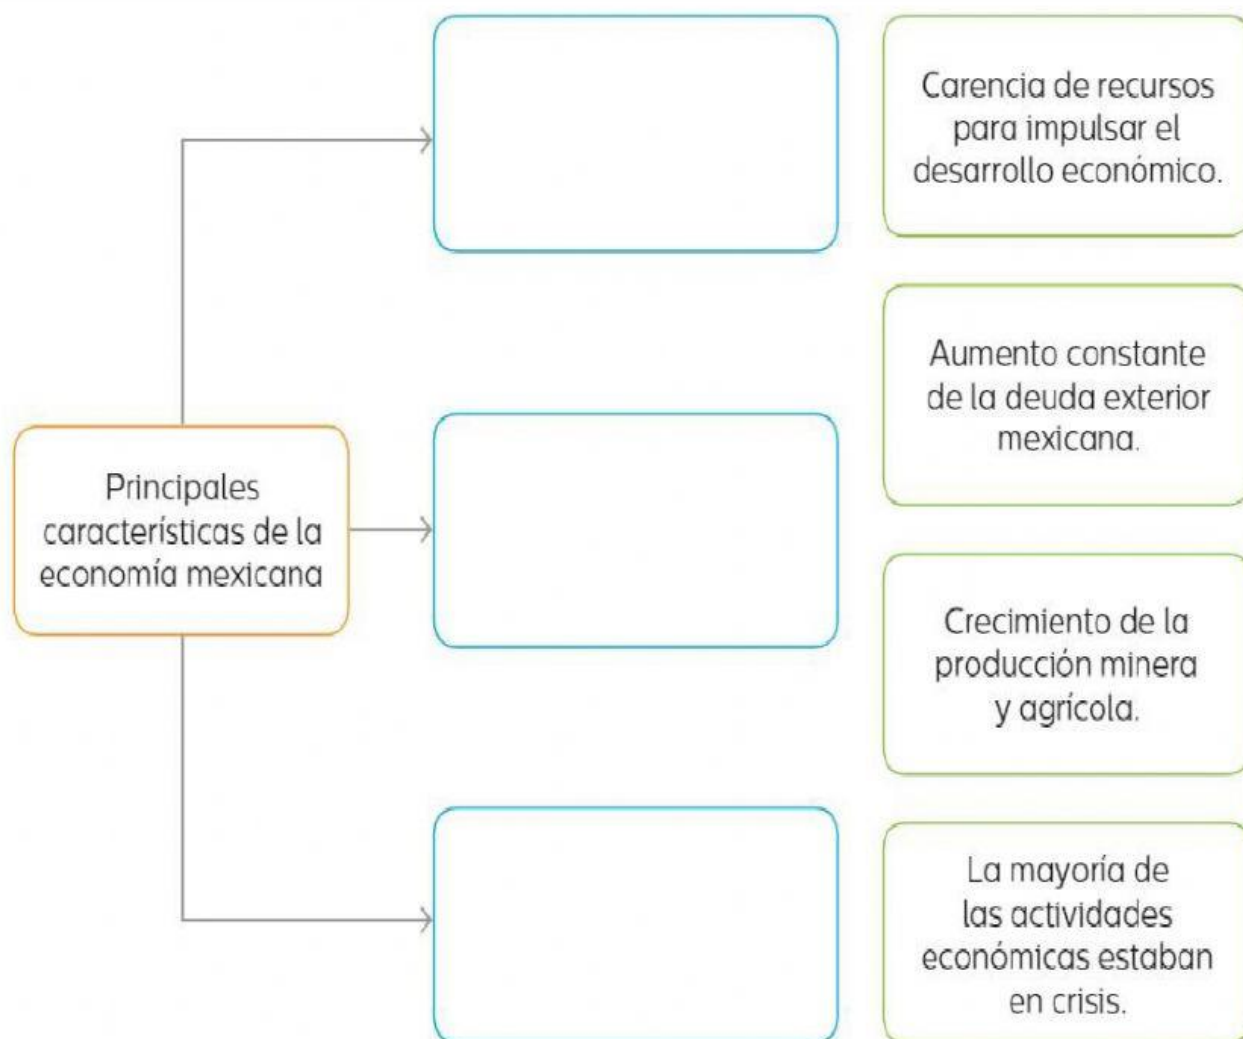 Principales
características de la
economía mexicana
Carencia de recursos
para impulsar el
desarrollo económico.
Aumento constante
de la deuda exterior
mexicana.
Crecimiento de la
producción minera
y agrícola.
La mayoría de
las actividades
económicas estaban
en crisis.